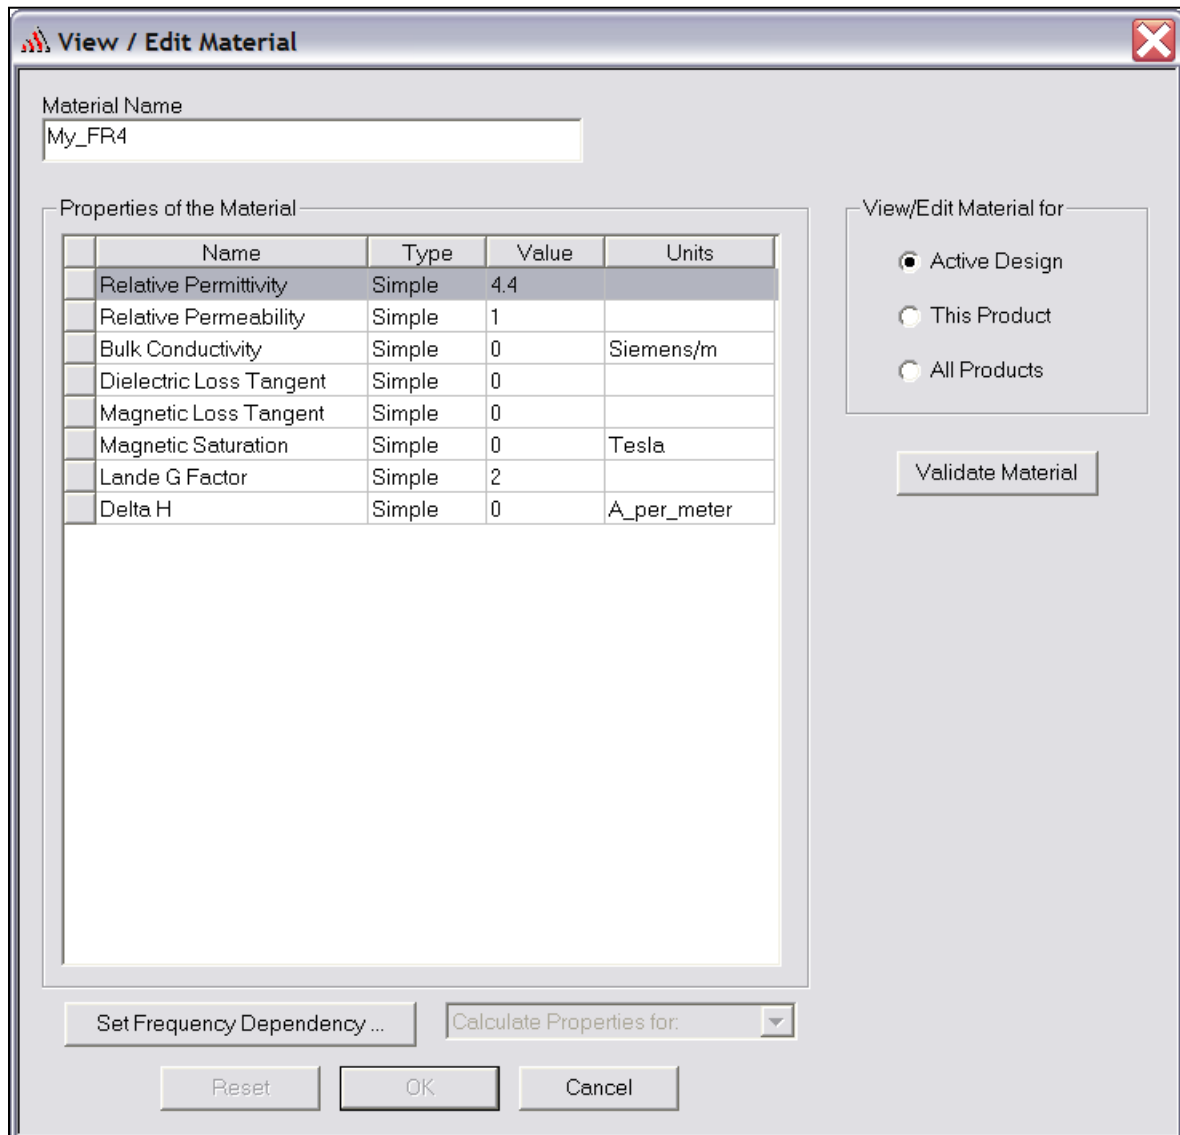 View / Edit Material
Material Name
My_FR4
Properties of the Material
Name Type Value Units
Relative Permittivity Simple 4.4
Relative Permeability Simple 1
Bulk Conductivity Simple 0 Siemens/m
Dielectric Loss Tangent Simple 0
Magnetic Loss Tangent Simple 0
Magnetic Saturation Simple 0 Tesla
Lande G Factor Simple 2
Delta H Simple 0 A_per_meter
View/Edit Material for
Active Design
This Product
All Products
Validate Material
Set Frequency Dependency ... Calculate Properties for:
Reset OK Cancel